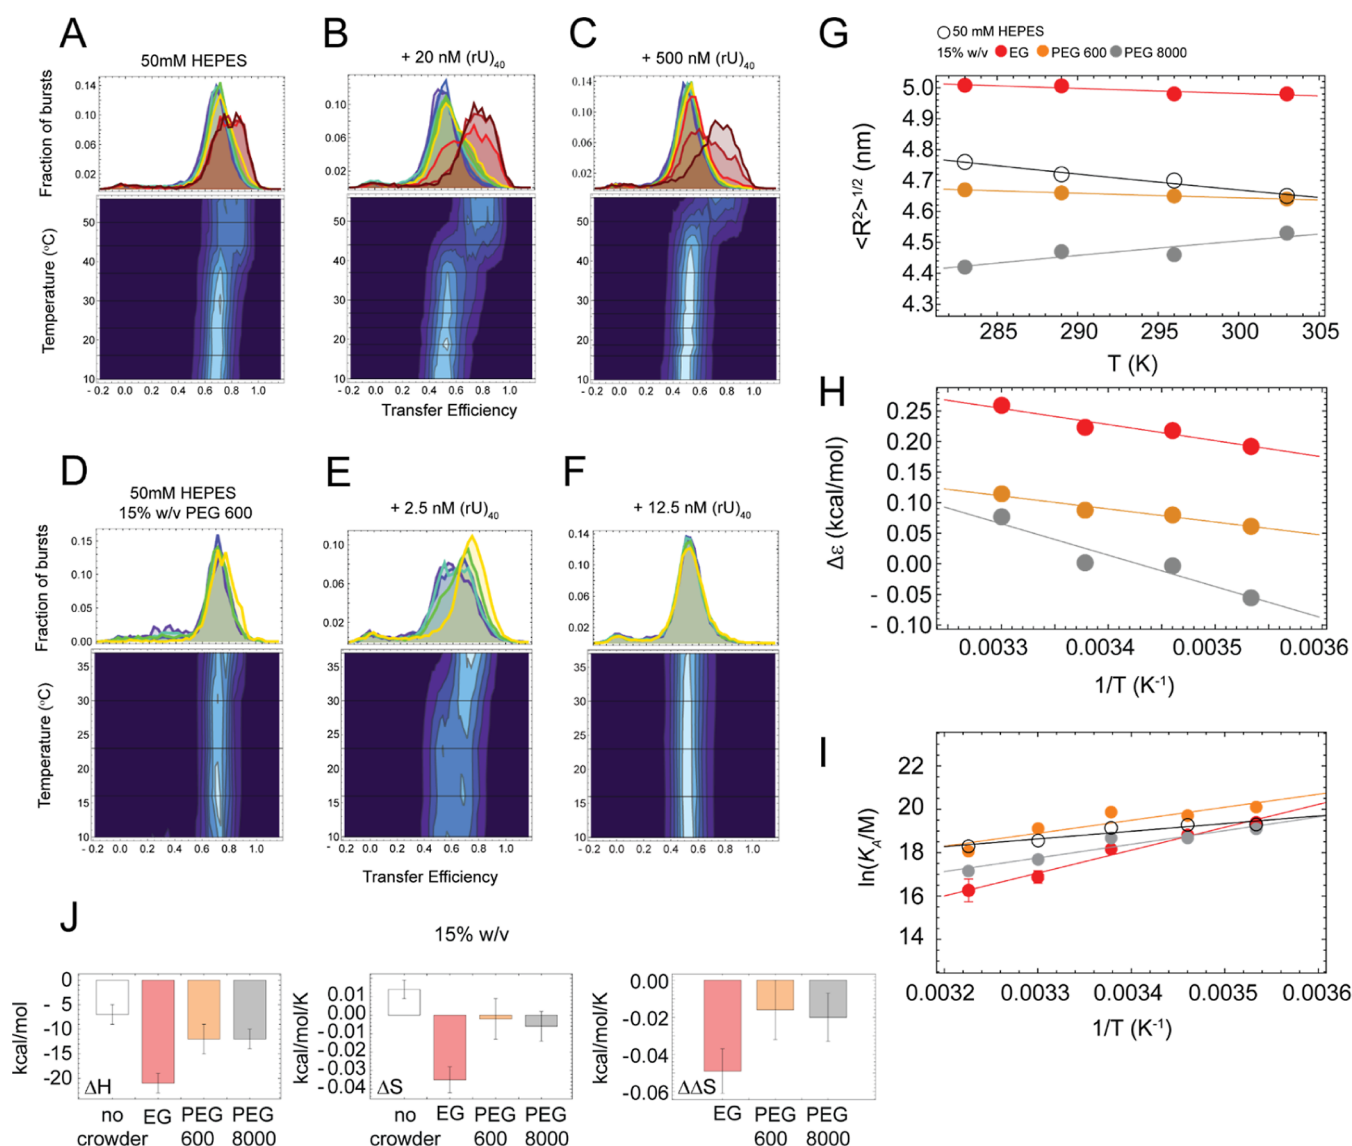 A
50mM HEPES
B
+ 20 nM (rU)40
C
+ 500 nM (rU)40
Fraction of bursts
0.14
0.10
0.06
0.02
0.10
0.06
0.02
0.14
0.10
0.06
0.02
Temperature (°C)
50
40
30
20
10
50
40
30
20
10
50
40
30
20
10
- 0.2 0.0 0.2 0.4 0.6 0.8 1.0
- 0.2 0.0 0.2 0.4 0.6 0.8 1.0
- 0.2 0.0 0.2 0.4 0.6 0.8 1.0
Transfer Efficiency
D
50mM HEPES
15% w/v PEG 600
E
+ 2.5 nM (rU)40
F
+ 12.5 nM (rU)40
Fraction of bursts
0.15
0.10
0.05
0.00
0.10
0.06
0.02
0.14
0.10
0.06
0.02
Temperature (°C)
35
30
25
20
15
10
35
30
25
20
15
10
35
30
25
20
15
10
- 0.2 0.0 0.2 0.4 0.6 0.8 1.0
- 0.0 0.2 0.4 0.6 0.8 1.0
- 0.0 0.2 0.4 0.6 0.8 1.0
Transfer Efficiency
G
50 mM HEPES
15% w/v EG PEG 600 PEG 8000
<R²>1/2 (nm)
5.0
4.8
4.7
4.6
4.5
4.4
4.3
285 290 295 300 305
T (K)
H
Δε (kcal/mol)
0.25
0.20
0.15
0.10
0.05
0.00
- 0.05
- 0.10
0.0033 0.0034 0.0035 0.0036
1/T (K-1)
I
ln(KA/M)
22
20
18
16
14
0.0032 0.0033 0.0034 0.0035 0.0036
1/T (K-1)
J
15% w/v
kcal/mol
0
- 5
-10
-15
-20
ΔH
no crowder
EG
PEG 600
PEG 8000
kcal/mol/K
0.01
0.00
-0.01
-0.02
-0.03
-0.04
ΔS
no crowder
EG
PEG 600
PEG 8000
kcal/mol/K
0.00
-0.02
-0.04
-0.06
ΔΔS
EG
PEG 600
PEG 8000